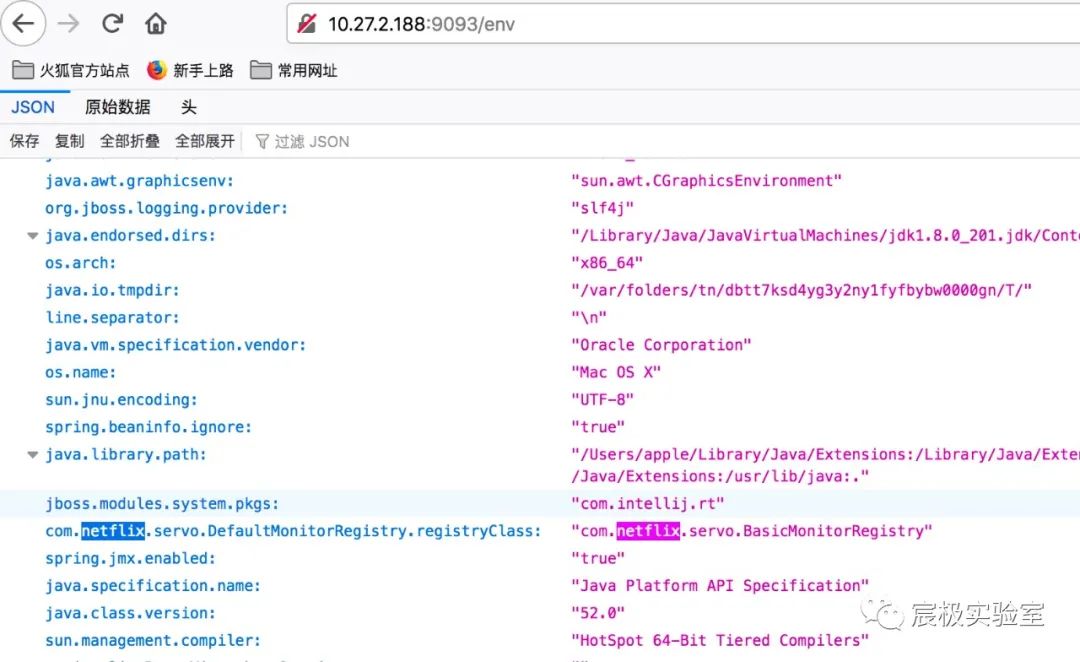 10.27.2.188:9093/env
火狐官方站点 新手上路 常用网址
JSON 原始数据 头
保存 复制 全部折叠 全部展开 过滤 JSON
java.awt.graphicsenv: "sun.awt.CGraphicsEnvironment"
org.jboss.logging.provider: "slf4j"
java.endorsed.dirs: "/Library/Java/JavaVirtualMachines/jdk1.8.0_201.jdk/Conte
os.arch: "x86_64"
java.io.tmpdir: "/var/folders/tn/dbtt7ksd4yg3y2ny1fyfbybw0000gn/T/"
line.separator: "\n"
java.vm.specification.vendor: "Oracle Corporation"
os.name: "Mac OS X"
sun.jnu.encoding: "UTF-8"
spring.beaninfo.ignore: "true"
java.library.path: "/Users/apple/Library/Java/Extensions:/Library/Java/Exten
/Java/Extensions:/usr/lib/java:."
jboss.modules.system.pkgs: "com.intellij.rt"
com.netflix.servo.DefaultMonitorRegistry.registryClass: "com.netflix.servo.BasicMonitorRegistry"
spring.jmx.enabled: "true"
java.specification.name: "Java Platform API Specification"
java.class.version: "52.0"
sun.management.compiler: "HotSpot 64-Bit Tiered Compilers"
宸极实验室